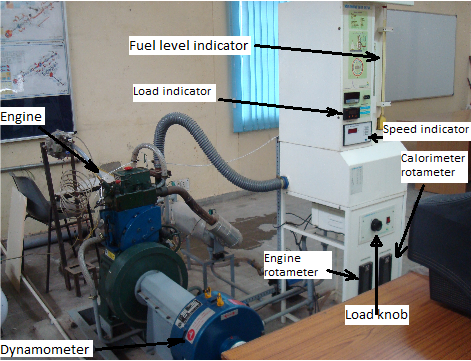 Fuel level indicator
Load indicator
Engine
Speed indicator
Calorimeter
rotameter
Engine
rotameter
Load knob
Dynamometer